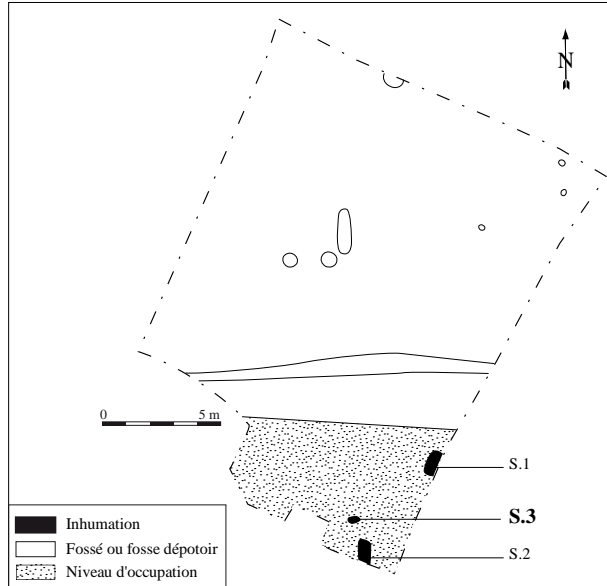 N
0 5 m
S.1
S.3
S.2
Inhumation
Fossé ou fosse dépotoir
Niveau d'occupation